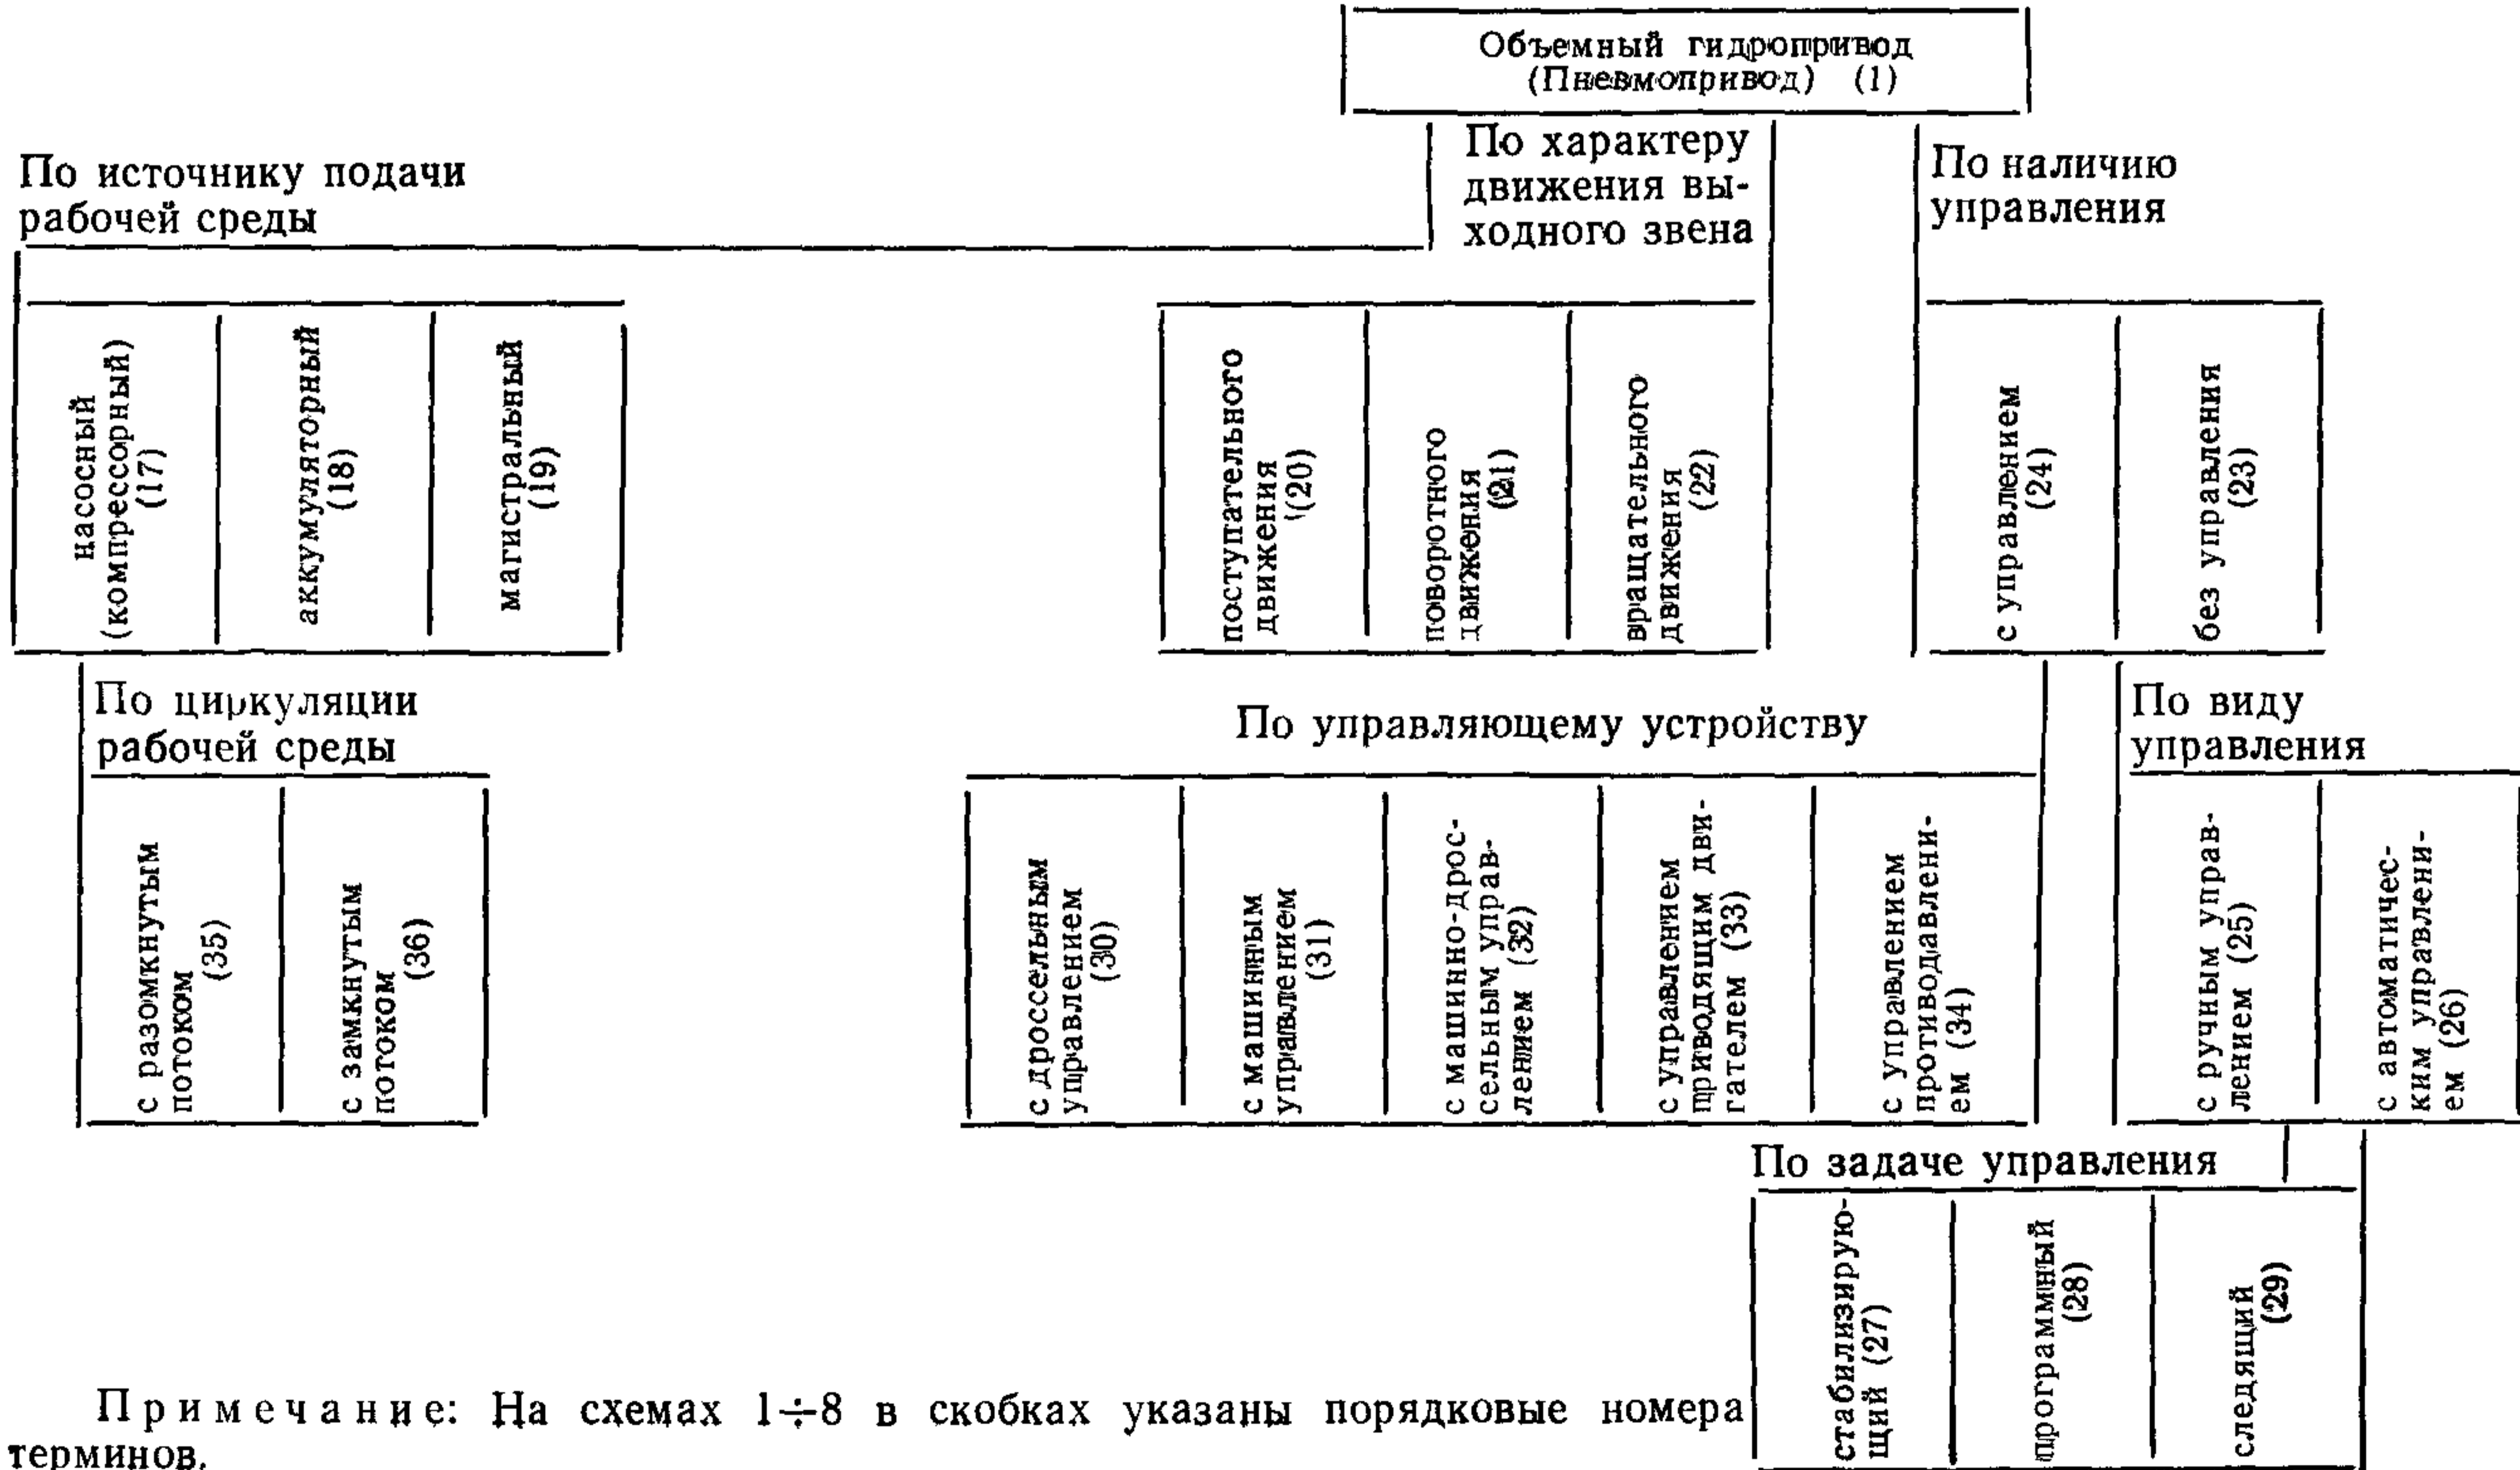 Объемный гидропривод
(Пневмопривод) (1)
По источнику подачи
рабочей среды
По характеру
движения вы-
ходного звена
По наличию
управления
насосный
(компрессорный)
(17)
аккумуляторный
(18)
магистральный
(19)
поступательного
движения
(20)
поворотного
движения
(21)
вращательного
движения
(22)
с управлением
(24)
без управления
(23)
По циркуляции
рабочей среды
По управляющему устройству
По виду
управления
с разомкнутым
потоком
(35)
с замкнутым
потоком
(36)
с дроссельным
управлением
(30)
с машинным
управлением
(31)
с машинно-дрос-
сельным управ-
лением (32)
с управлением
приводящим дви-
гателем (33)
с управлением
противодавлени-
ем (34)
с ручным управ-
лением (25)
с автоматичес-
ким управлени-
ем (26)
По задаче управления
стабилизирую-
щий (27)
программный
(28)
следящий
(29)
Примечание: На схемах 1÷8 в скобках указаны порядковые номера
терминов.